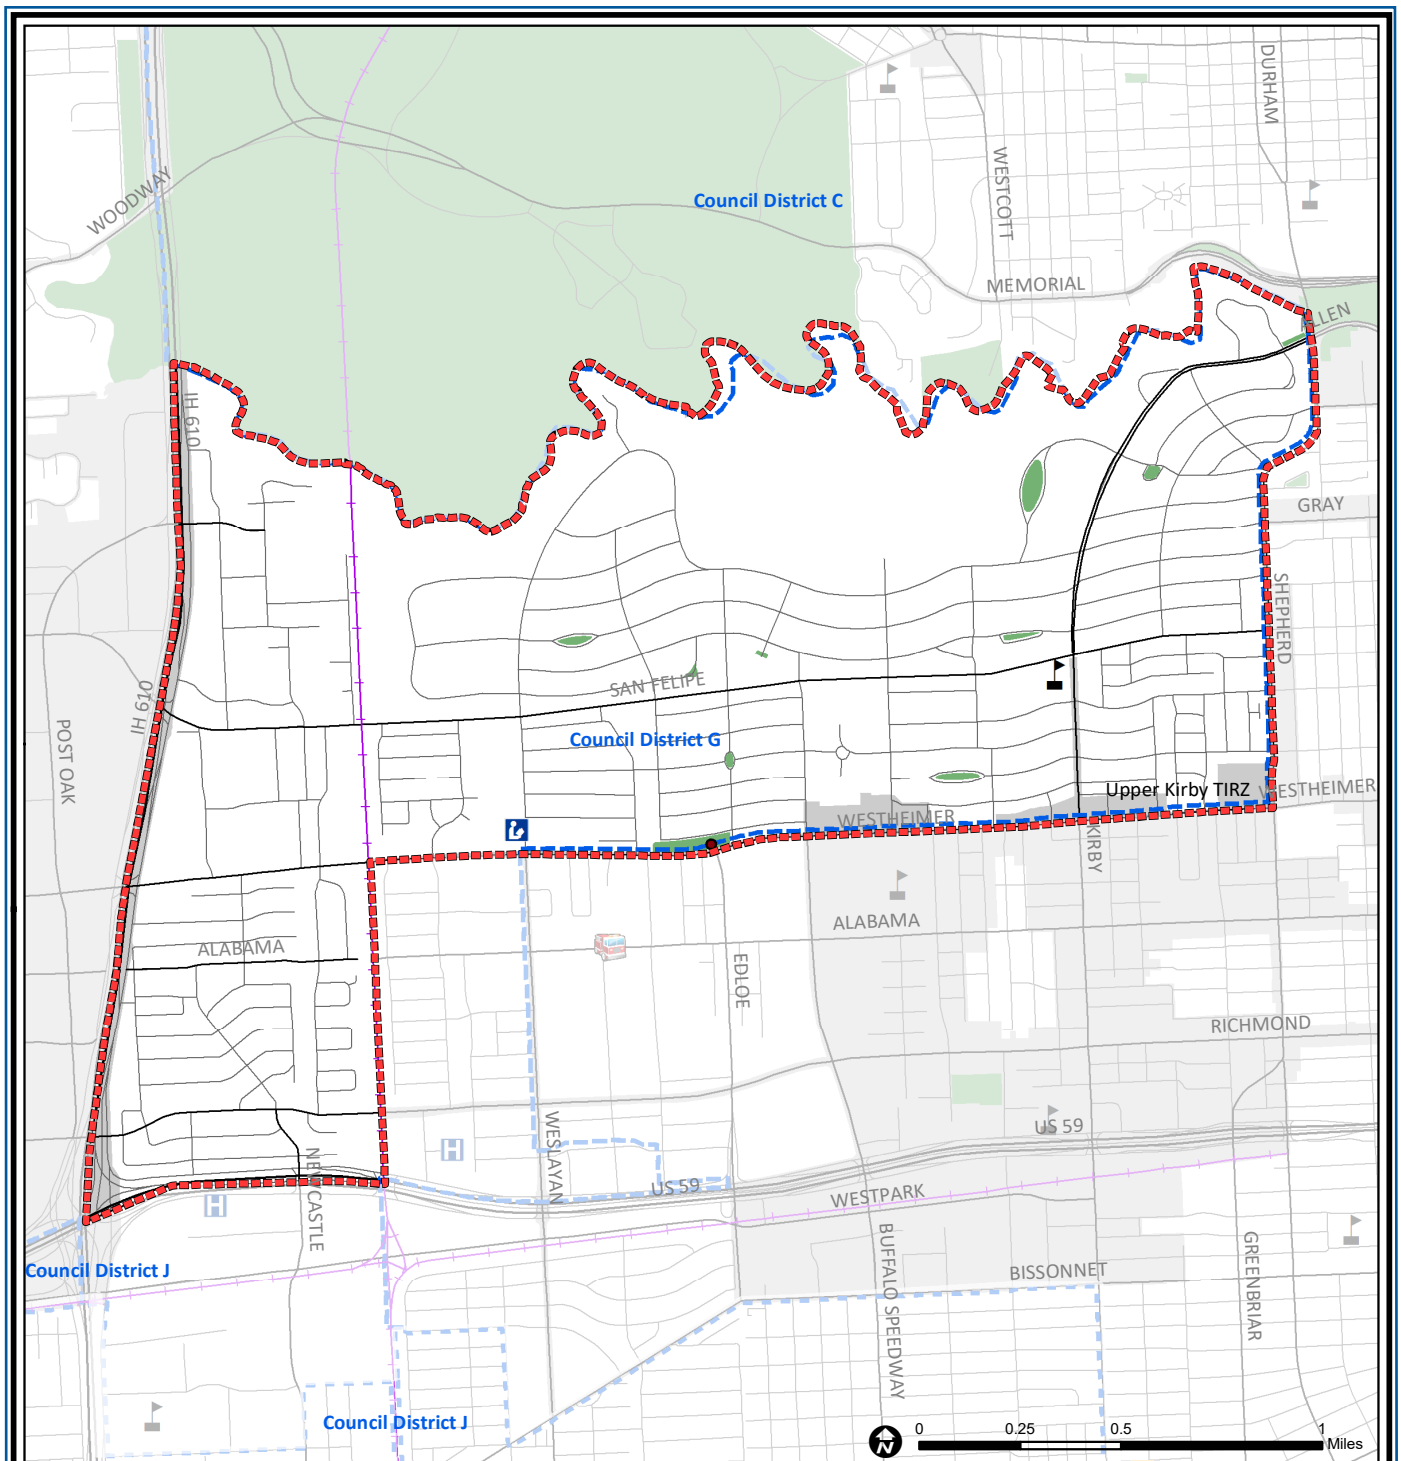 DURHAM
WESTCOTT
WOODWAY
Council District C
MEMORIAL
ALLEN
IH 610
GRAY
SHEPHERD
SAN FELIPE
IH 610
POST OAK
Council District G
Upper Kirby TIRZ
WESTHEIMER
WESTHEIMER
KIRBY
ALABAMA
ALABAMA
EDLOE
RICHMOND
US 59
WESLAYAN
NEWCASTLE
H
H
US 59
WESTPARK
BUFFALO SPEEDWAY
GREENBRIAR
BISSONNET
Council District J
Council District J
N
0 0.25 0.5 1
Miles